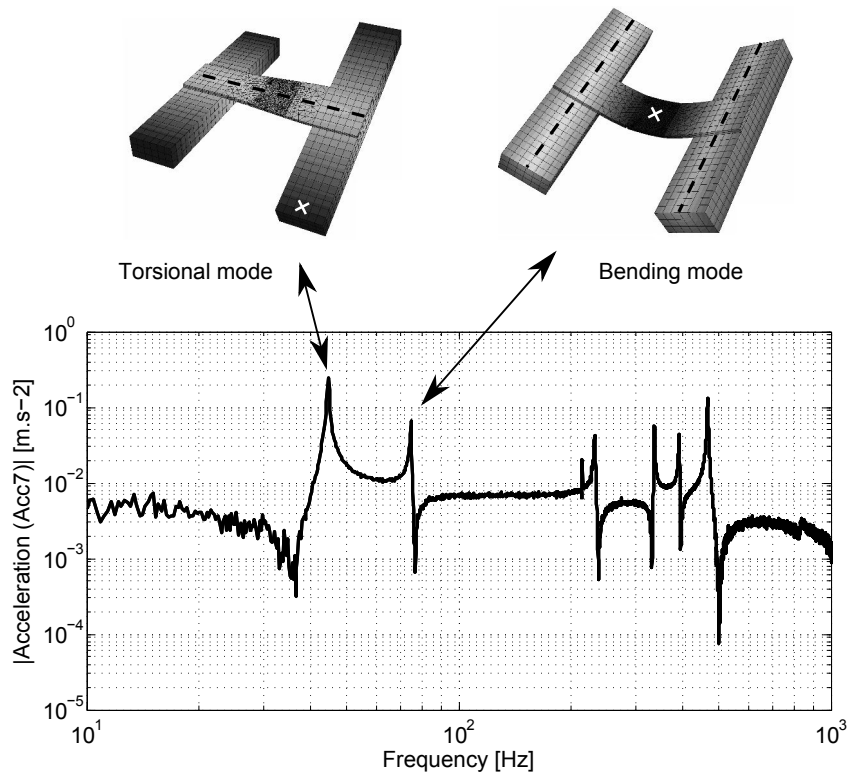 Torsional mode
Bending mode
|Acceleration (Acc7)| [m.s−2]
10^0
10^−1
10^−2
10^−3
10^−4
10^−5
10^1
10^2
10^3
Frequency [Hz]